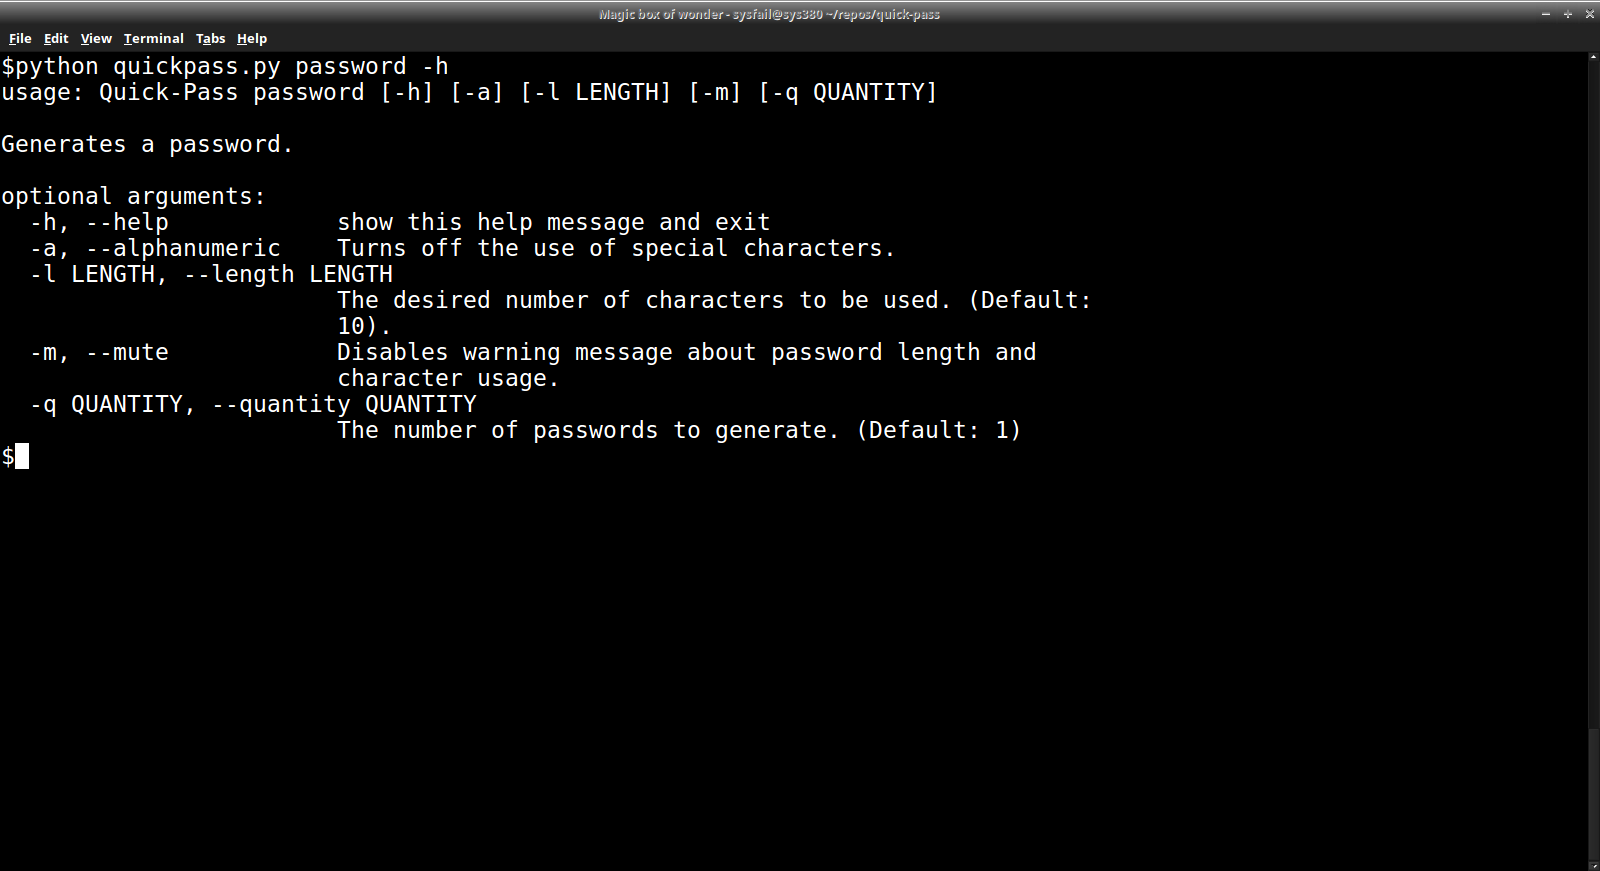 Magic box of wonder - sysfail@sys380 ~/repos/quick-pass
File Edit View Terminal Tabs Help
$python quickpass.py password -h
usage: Quick-Pass password [-h] [-a] [-l LENGTH] [-m] [-q QUANTITY]
Generates a password.
optional arguments:
-h, --help show this help message and exit
-a, --alphanumeric Turns off the use of special characters.
-l LENGTH, --length LENGTH
The desired number of characters to be used. (Default:
10).
-m, --mute Disables warning message about password length and
character usage.
-q QUANTITY, --quantity QUANTITY
The number of passwords to generate. (Default: 1)
$